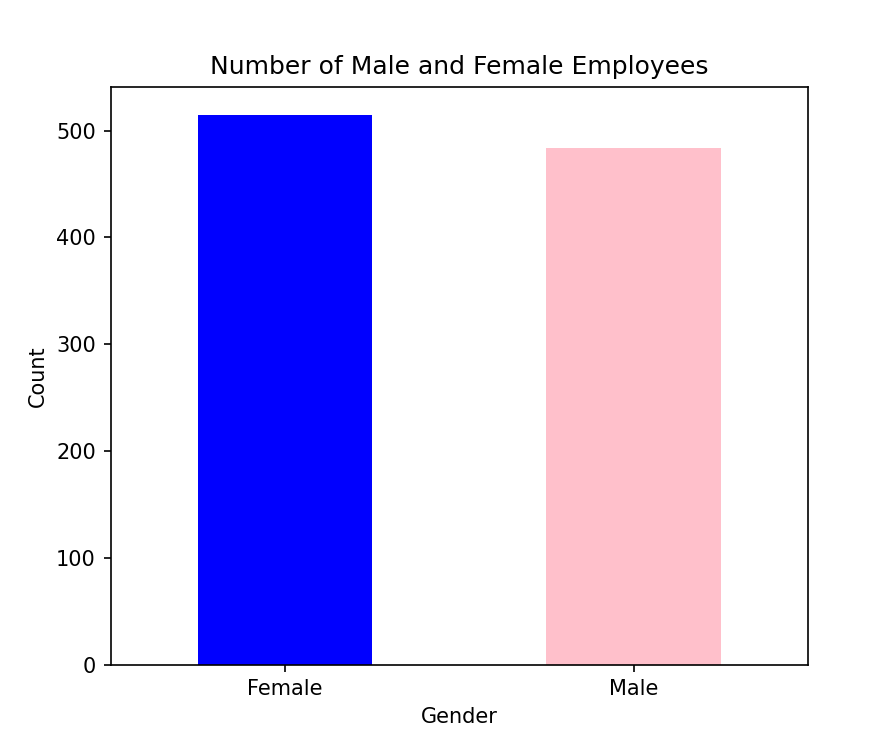 Number of Male and Female Employees
500
400
300
200
100
0
Count
Female
Male
Gender